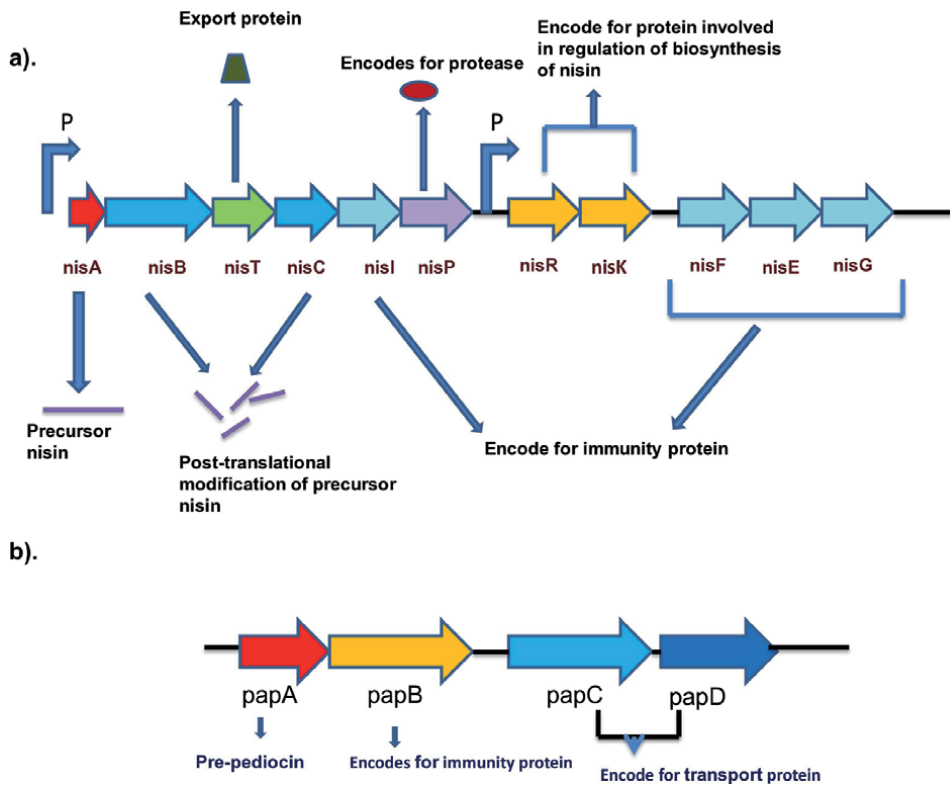 a).
Export protein
Encodes for protease
Encode for protein involved
in regulation of biosynthesis
of nisin
P
P
nisA
nisB
nisT
nisC
nisI
nisP
nisR
nisK
nisF
nisE
nisG
Precursor
nisin
Post-translational
modification of precursor
nisin
Encode for immunity protein
b).
papA
papB
papC
papD
Pre-pediocin
Encodes for immunity protein
Encode for transport protein